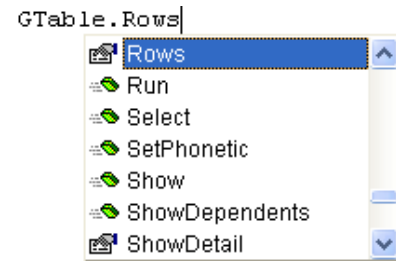 GTable.Rows
Rows
Run
Select
SetPhonetic
Show
ShowDependents
ShowDetail